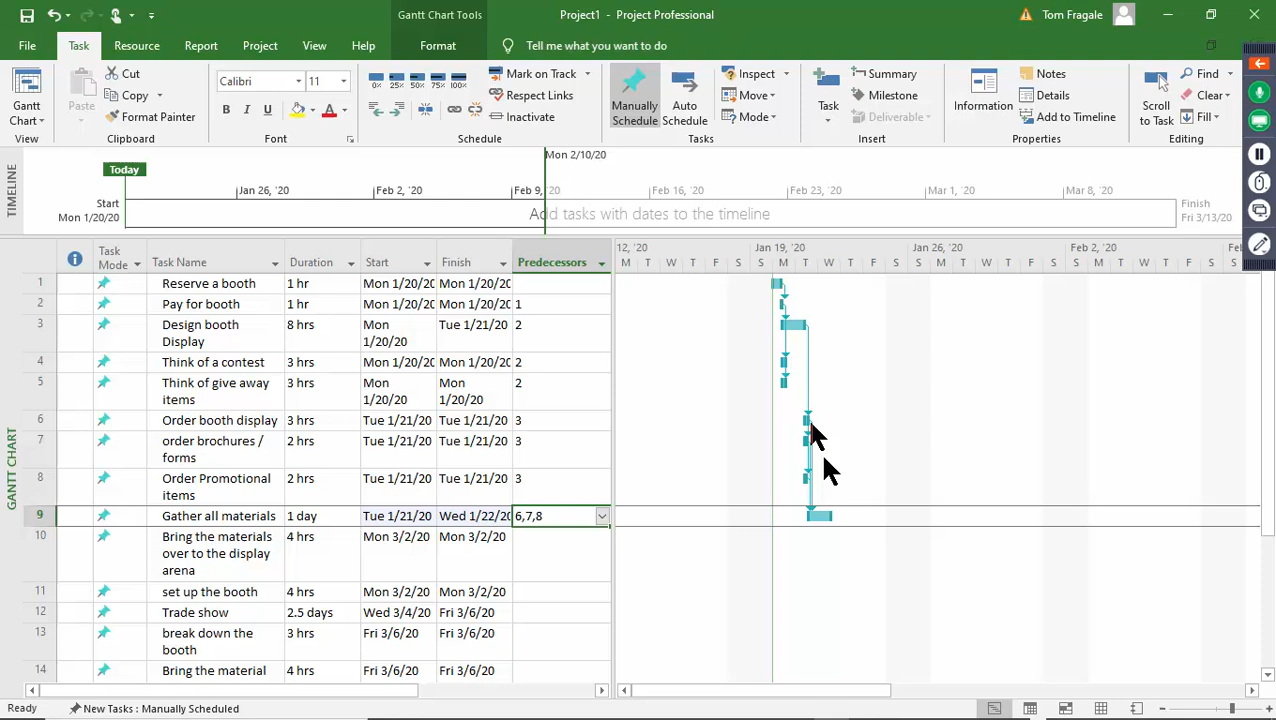 Gantt Chart Tools
Project1 - Project Professional
Tom Fragale
File Task Resource Report Project View Help Format Tell me what you want to do
Gantt Chart
View
Paste
Cut
Copy
Format Painter
Clipboard
Calibri 11
B I U A
Font
0% 25% 50% 75% 100%
Mark on Track
Respect Links
Inactivate
Schedule
Manually Schedule
Auto Schedule
Inspect
Move
Mode
Tasks
Task
Summary
Milestone
Deliverable
Insert
Information
Notes
Details
Add to Timeline
Properties
Scroll to Task
Find
Clear
Fill
Editing
TIMELINE
Mon 2/10/20
Today
Jan 26, '20 Feb 2, '20 Feb 9, '20 Feb 16, '20 Feb 23, '20 Mar 1, '20 Mar 8, '20
Start
Mon 1/20/20
Add tasks with dates to the timeline
Finish
Fri 3/13/20
GANTT CHART
Task Mode Task Name Duration Start Finish Predecessors
12, '20 Jan 19, '20 Jan 26, '20 Feb 2, '20
M T W T F S S M T W T F S S M T W T F S S M T W T F S
1 Reserve a booth 1 hr Mon 1/20/20 Mon 1/20/20
2 Pay for booth 1 hr Mon 1/20/20 Mon 1/20/20 1
3 Design booth Display 8 hrs Mon 1/20/20 Tue 1/21/20 2
4 Think of a contest 3 hrs Mon 1/20/20 Mon 1/20/20 2
5 Think of give away items 3 hrs Mon 1/20/20 Mon 1/20/20 2
6 Order booth display 3 hrs Tue 1/21/20 Tue 1/21/20 3
7 order brochures / forms 2 hrs Tue 1/21/20 Tue 1/21/20 3
8 Order Promotional items 2 hrs Tue 1/21/20 Tue 1/21/20 3
9 Gather all materials 1 day Tue 1/21/20 Wed 1/22/20 6,7,8
10 Bring the materials over to the display arena 4 hrs Mon 3/2/20 Mon 3/2/20
11 set up the booth 4 hrs Mon 3/2/20 Mon 3/2/20
12 Trade show 2.5 days Wed 3/4/20 Fri 3/6/20
13 break down the booth 3 hrs Fri 3/6/20 Fri 3/6/20
14 Bring the material 4 hrs Fri 3/6/20 Fri 3/6/20
Ready New Tasks : Manually Scheduled